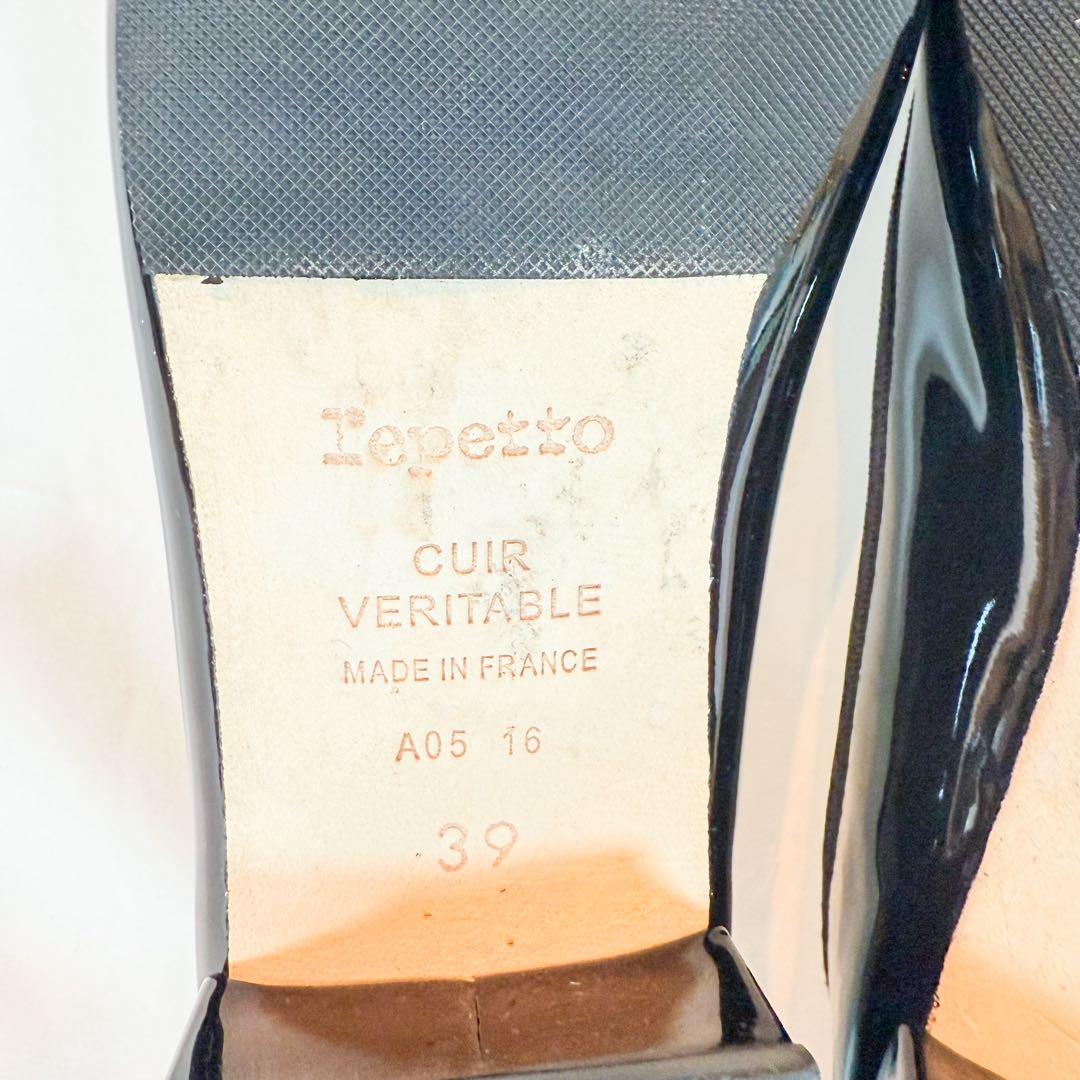 repetto
CUIR
VERITABLE
MADE IN FRANCE
A05 16
39